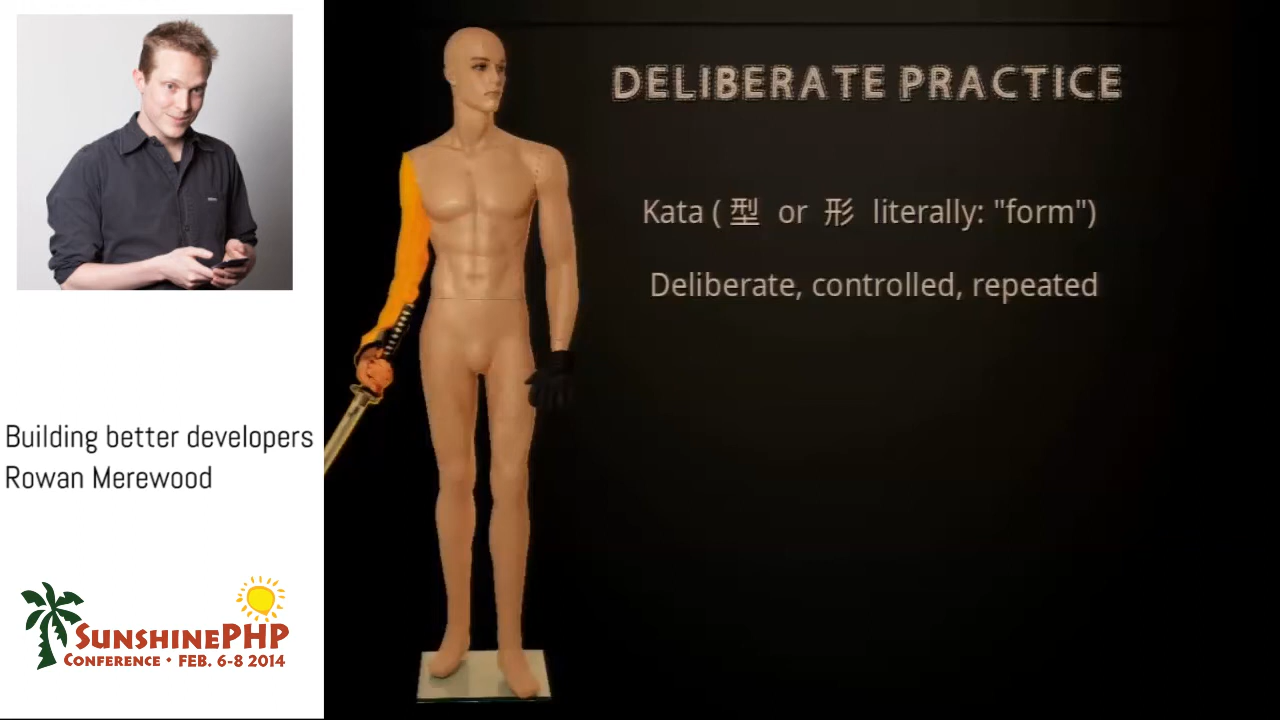 DELIBERATE PRACTICE
Kata ( 型 or 形 literally: "form")
Deliberate, controlled, repeated
Building better developers
Rowan Merewood
SUNSHINEPHP
CONFERENCE • FEB. 6-8 2014